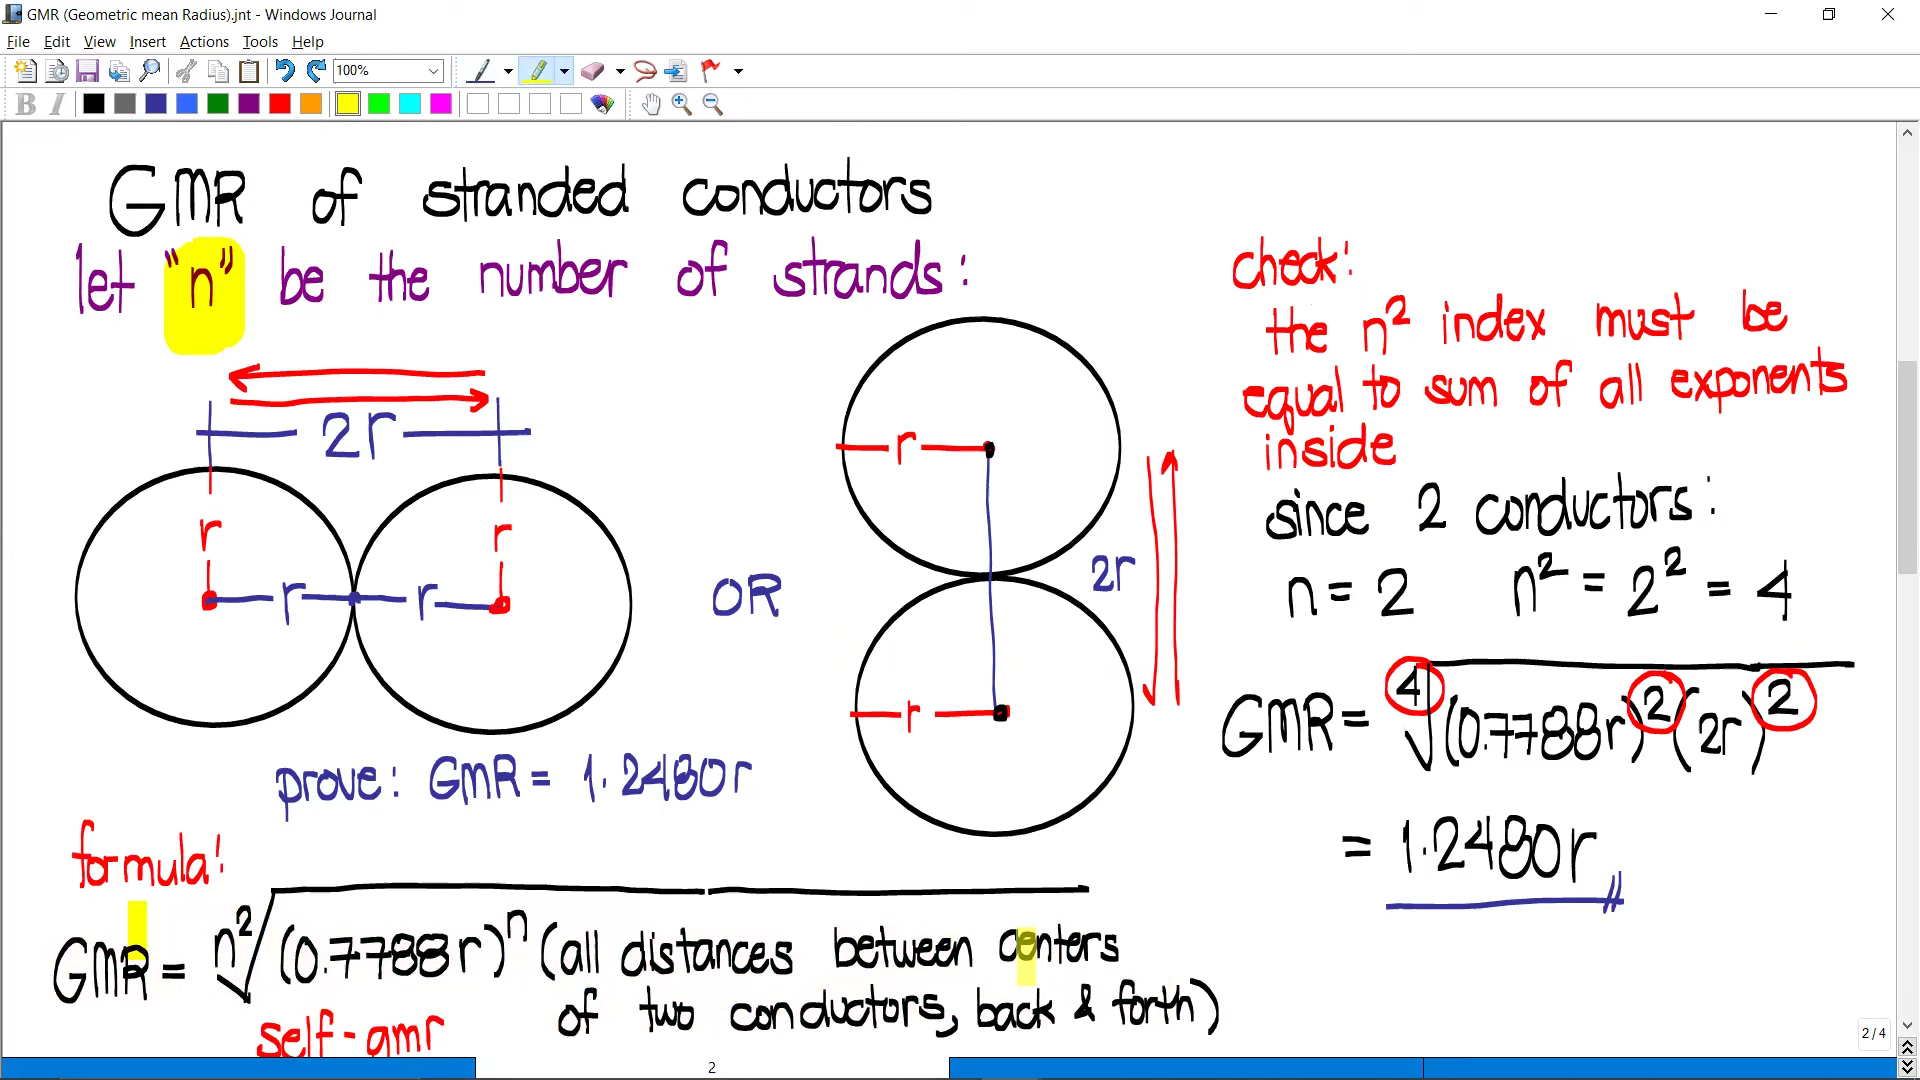 GMR (Geometric mean Radius).jnt - Windows Journal
File Edit View Insert Actions Tools Help
100%
B I
GMR of stranded conductors
let "n" be the number of strands:
2r
r r
r r
OR
r
2r
r
prove: GMR = 1.2480r
formula:
GMR = n²√(0.7788r)ⁿ (all distances between centers
of two conductors, back & forth)
self-gmr
check:
the n² index must be
equal to sum of all exponents
inside
since 2 conductors:
n = 2 n² = 2² = 4
GMR = ⁴√(0.7788r)²(2r)²
= 1.2480r
2 / 4
2